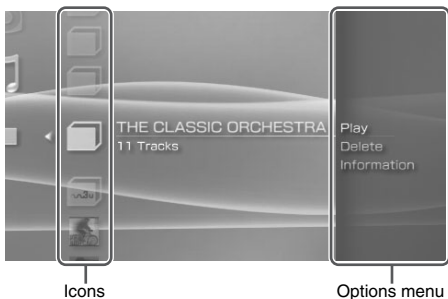 THE CLASSIC ORCHESTRA
11 Tracks
Play
Delete
Information
Icons
Options menu